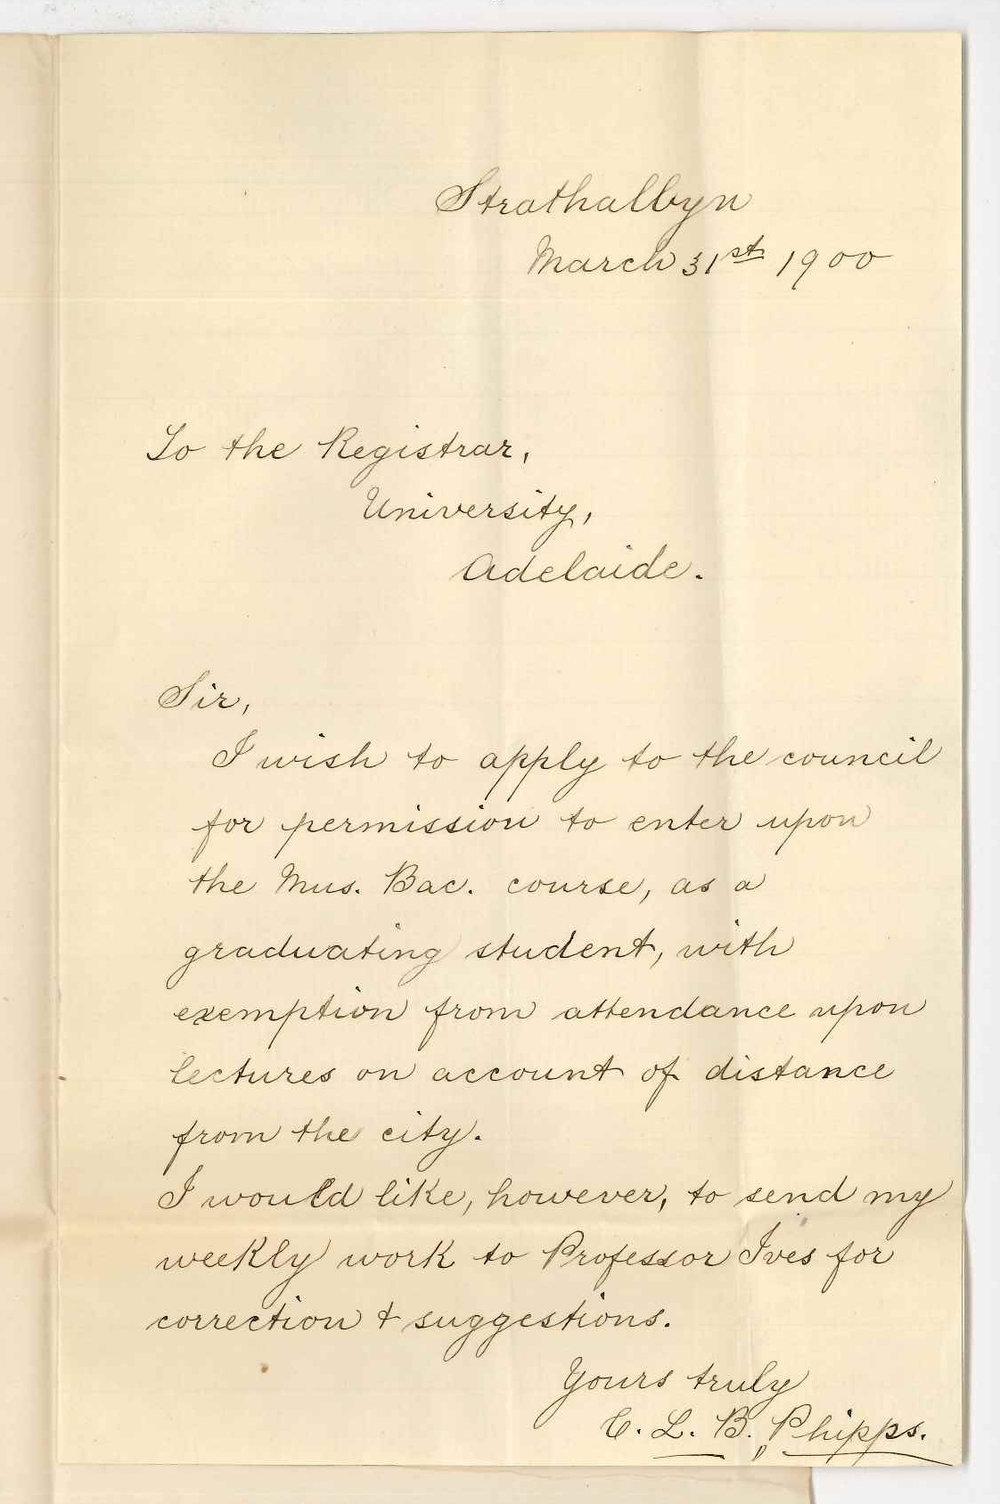 Strathalbyn
March 31st 1900
To the Registrar,
University,
Adelaide.
Sir,
I wish to apply to the council
for permission to enter upon
the Mus. Bac. course, as a
graduating student, with
exemption from attendance upon
lectures on account of distance
from the city.
I would like, however, to send my
weekly work to Professor Ives for
correction & suggestions.
Yours truly
C. L. B. Phipps.